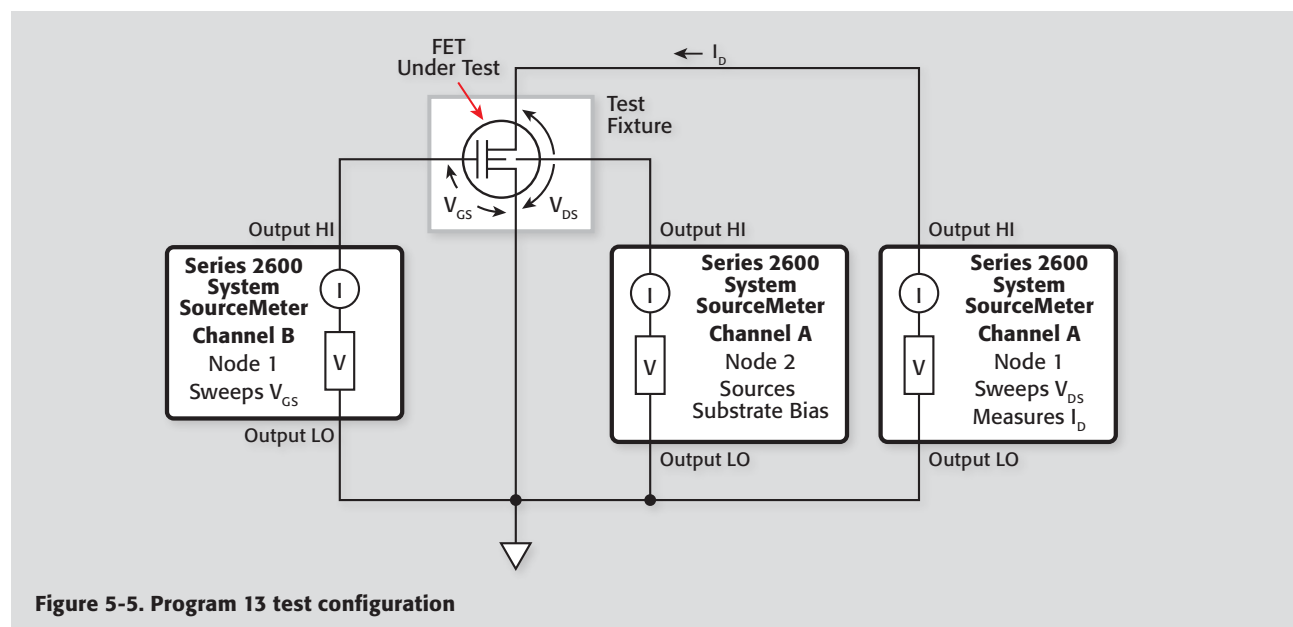 FET
Under Test
← I_D
Test
Fixture
V_GS
V_DS
Output HI
Series 2600
System
SourceMeter
Channel B
Node 1
Sweeps V_GS
I
V
Output LO
Output HI
I
V
Series 2600
System
SourceMeter
Channel A
Node 2
Sources
Substrate Bias
Output LO
Output HI
I
V
Series 2600
System
SourceMeter
Channel A
Node 1
Sweeps V_DS
Measures I_D
Output LO
Figure 5-5. Program 13 test configuration